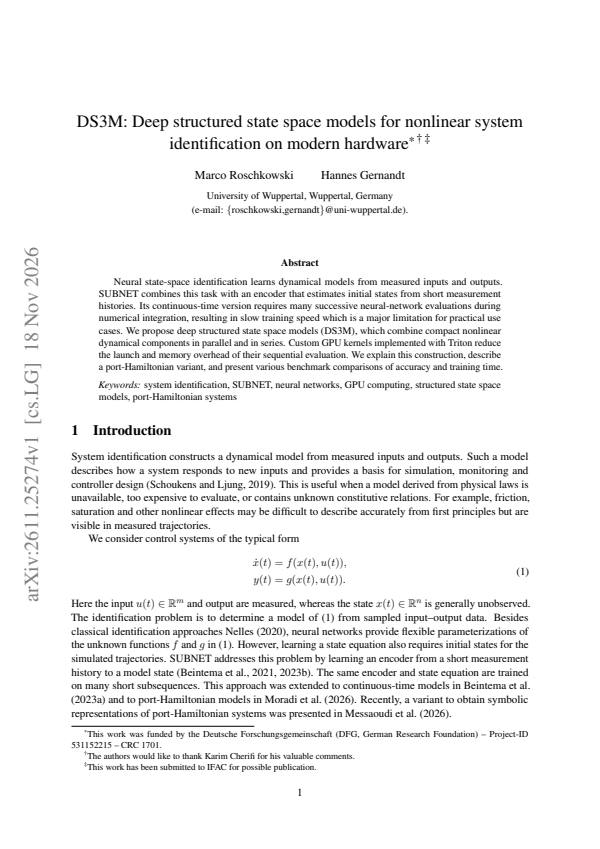 arXiv:2611.25274v1 [cs.LG] 18 Nov 2026
DS3M: Deep structured state space models for nonlinear system
identification on modern hardware*†‡
Marco Roschkowski Hannes Gernandt
University of Wuppertal, Wuppertal, Germany
(e-mail: {roschkowski,gernandt}@uni-wuppertal.de).
Abstract
Neural state-space identification learns dynamical models from measured inputs and outputs.
SUBNET combines this task with an encoder that estimates initial states from short measurement
histories. Its continuous-time version requires many successive neural-network evaluations during
numerical integration, resulting in slow training speed which is a major limitation for practical use
cases. We propose deep structured state space models (DS3M), which combine compact nonlinear
dynamical components in parallel and in series. Custom GPU kernels implemented with Triton reduce
the launch and memory overhead of their sequential evaluation. We explain this construction, describe
a port-Hamiltonian variant, and present various benchmark comparisons of accuracy and training time.
Keywords: system identification, SUBNET, neural networks, GPU computing, structured state space
models, port-Hamiltonian systems
1 Introduction
System identification constructs a dynamical model from measured inputs and outputs. Such a model
describes how a system responds to new inputs and provides a basis for simulation, monitoring and
controller design (Schoukens and Ljung, 2019). This is useful when a model derived from physical laws is
unavailable, too expensive to evaluate, or contains unknown constitutive relations. For example, friction,
saturation and other nonlinear effects may be difficult to describe accurately from first principles but are
visible in measured trajectories.
We consider control systems of the typical form
ẋ(t) = f(x(t), u(t)),
y(t) = g(x(t), u(t)).
(1)
Here the input u(t) ∈ ℝᵐ and output are measured, whereas the state x(t) ∈ ℝⁿ is generally unobserved.
The identification problem is to determine a model of (1) from sampled input–output data. Besides
classical identification approaches Nelles (2020), neural networks provide flexible parameterizations of
the unknown functions f and g in (1). However, learning a state equation also requires initial states for the
simulated trajectories. SUBNET addresses this problem by learning an encoder from a short measurement
history to a model state (Beintema et al., 2021, 2023b). The same encoder and state equation are trained
on many short subsequences. This approach was extended to continuous-time models in Beintema et al.
(2023a) and to port-Hamiltonian models in Moradi et al. (2026). Recently, a variant to obtain symbolic
representations of port-Hamiltonian systems was presented in Messaoudi et al. (2026).
*This work was funded by the Deutsche Forschungsgemeinschaft (DFG, German Research Foundation) – Project-ID
531152215 – CRC 1701.
†The authors would like to thank Karim Cherifi for his valuable comments.
‡This work has been submitted to IFAC for possible publication.
1